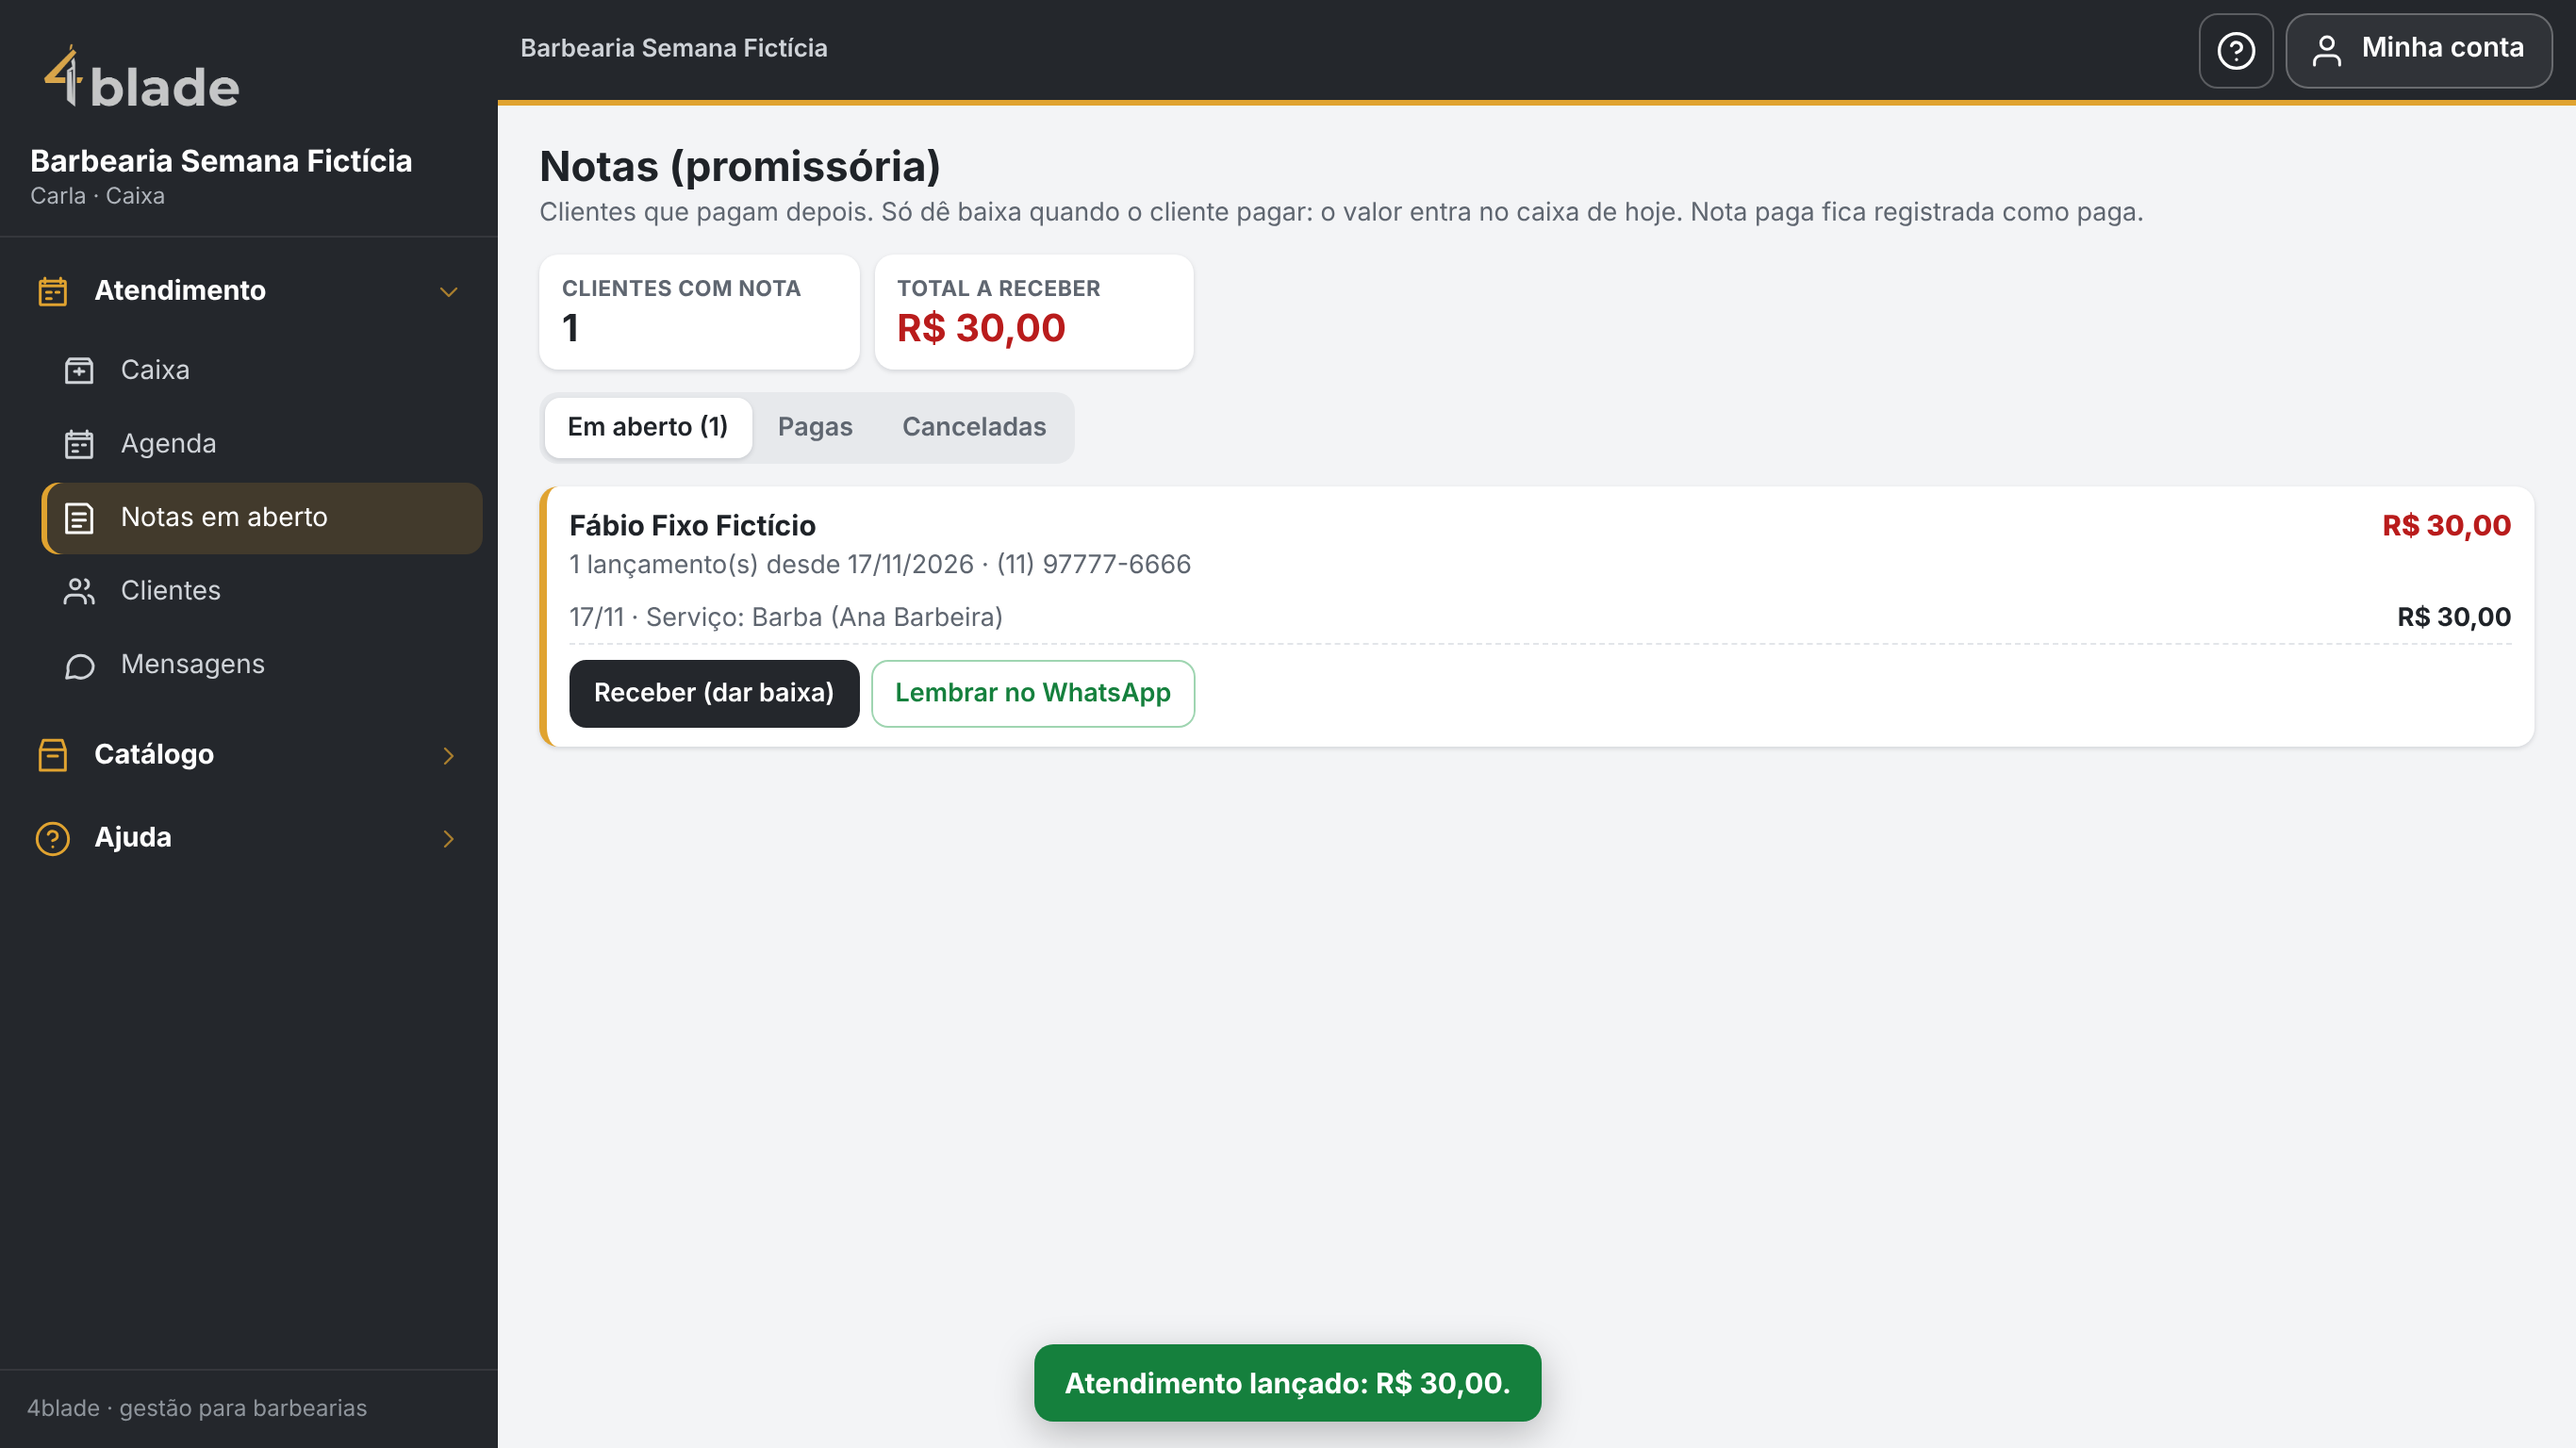 4blade
Barbearia Semana Fictícia
Carla · Caixa
Atendimento
Caixa
Agenda
Notas em aberto
Clientes
Mensagens
Catálogo
Ajuda
4blade · gestão para barbearias
Barbearia Semana Fictícia
Minha conta
Notas (promissória)
Clientes que pagam depois. Só dê baixa quando o cliente pagar: o valor entra no caixa de hoje. Nota paga fica registrada como paga.
CLIENTES COM NOTA
1
TOTAL A RECEBER
R$ 30,00
Em aberto (1) Pagas Canceladas
Fábio Fixo Fictício R$ 30,00
1 lançamento(s) desde 17/11/2026 · (11) 97777-6666
17/11 · Serviço: Barba (Ana Barbeira) R$ 30,00
Receber (dar baixa) Lembrar no WhatsApp
Atendimento lançado: R$ 30,00.